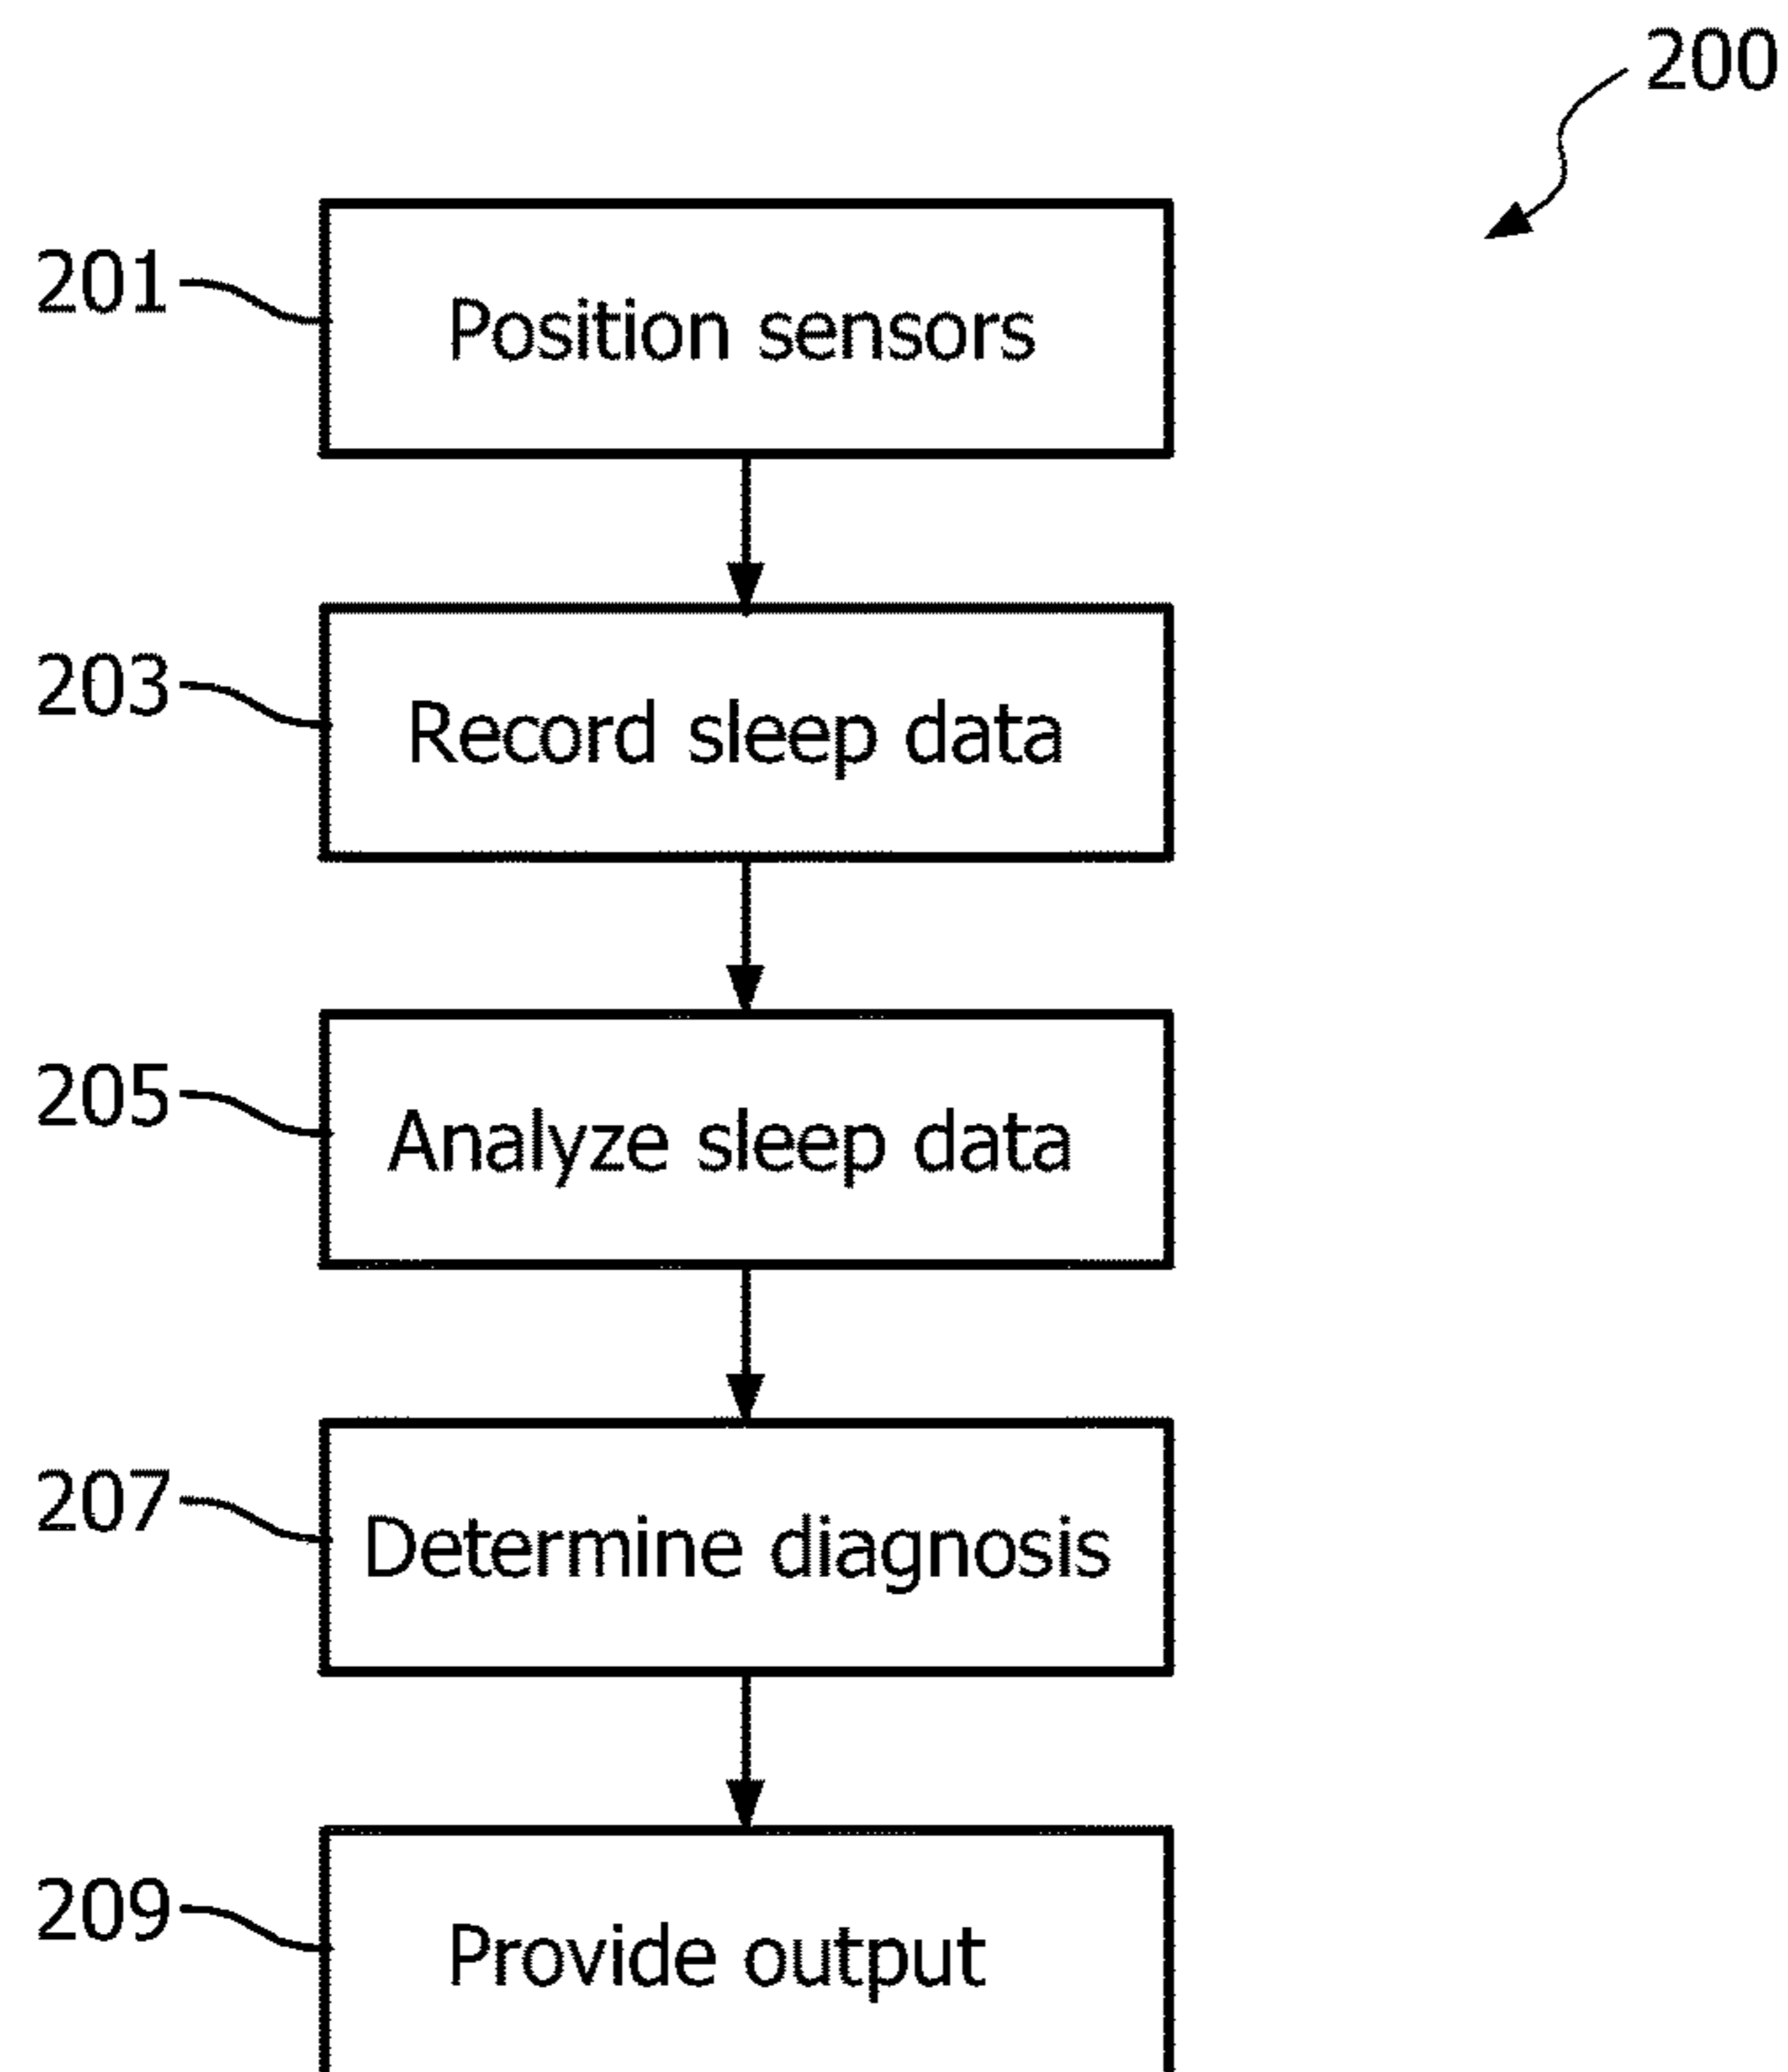 200
201
Position sensors
203
Record sleep data
205
Analyze sleep data
207
Determine diagnosis
209
Provide output